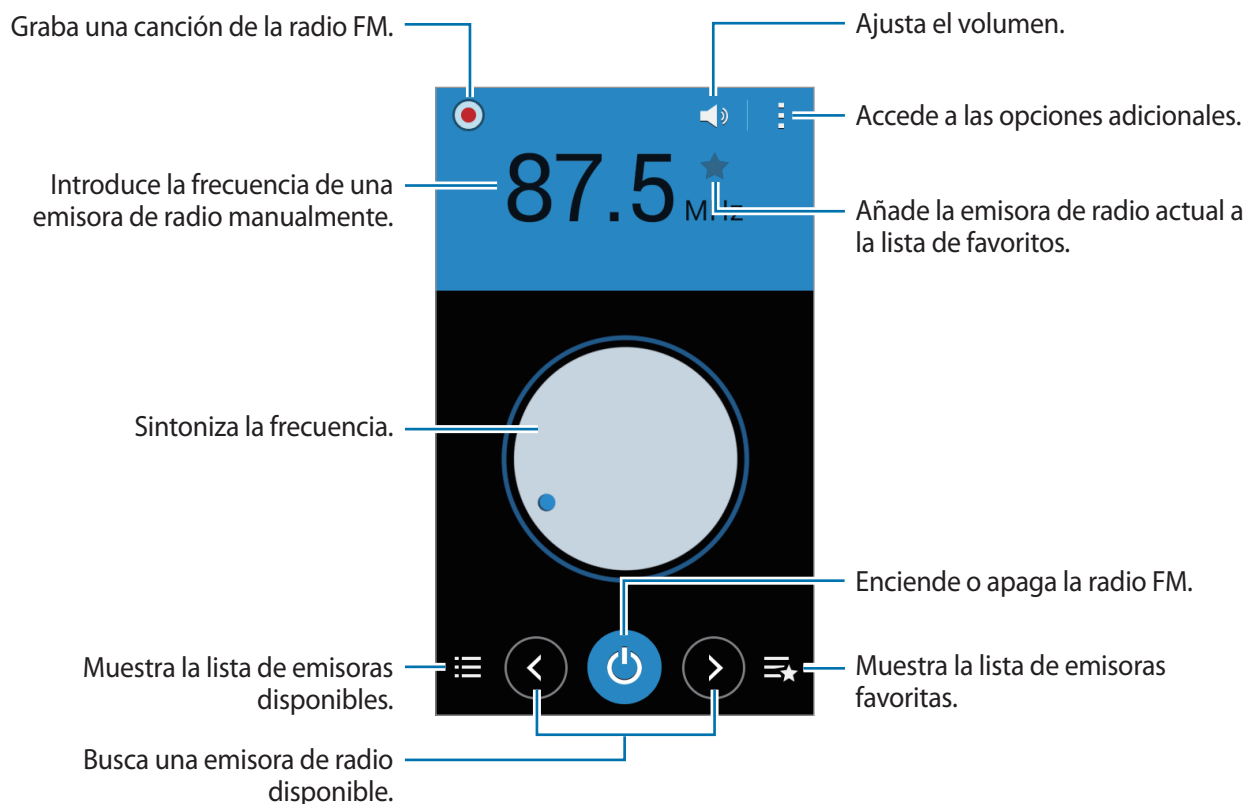 Graba una canción de la radio FM.
Ajusta el volumen.
Accede a las opciones adicionales.
Introduce la frecuencia de una
emisora de radio manualmente.
87.5 MHz
Añade la emisora de radio actual a
la lista de favoritos.
Sintoniza la frecuencia.
Enciende o apaga la radio FM.
Muestra la lista de emisoras
disponibles.
Muestra la lista de emisoras
favoritas.
Busca una emisora de radio
disponible.